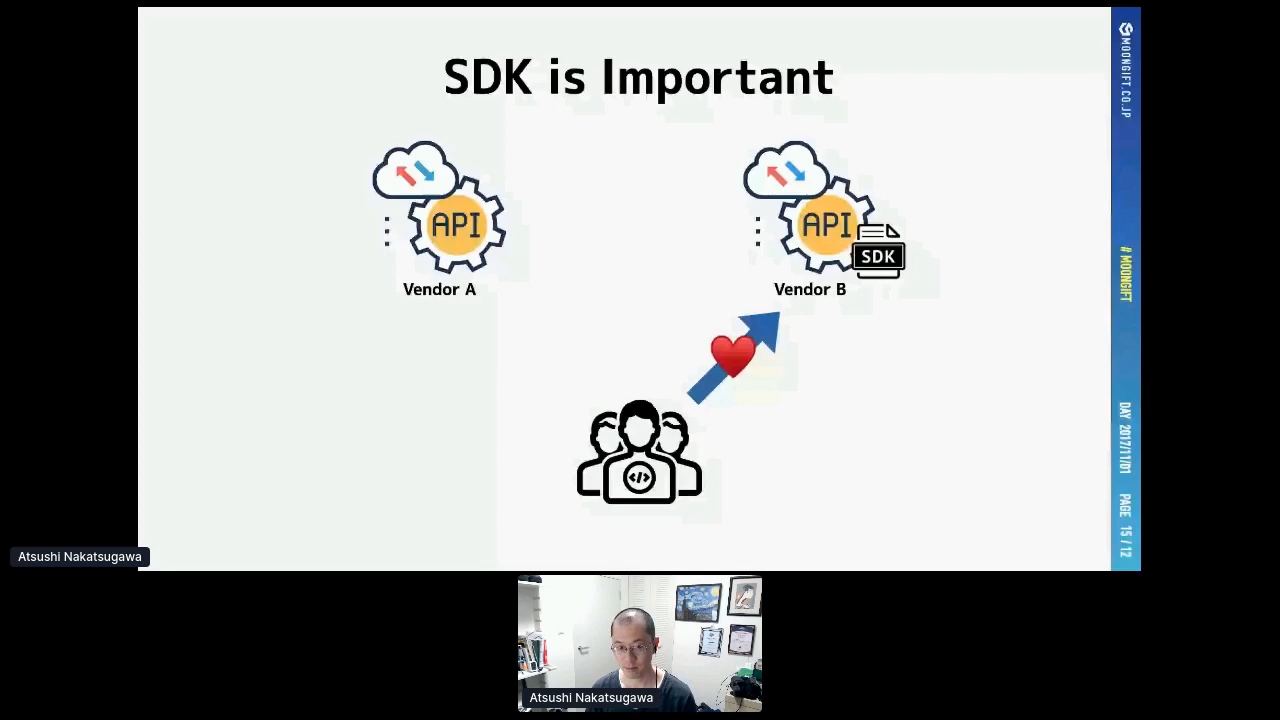 SDK is Important
API
Vendor A
API
SDK
Vendor B
</>
MOONGIFT.CO.JP
# MOONGIFT
DAY 2017/11/01
PAGE 15 / 12
Atsushi Nakatsugawa
Atsushi Nakatsugawa